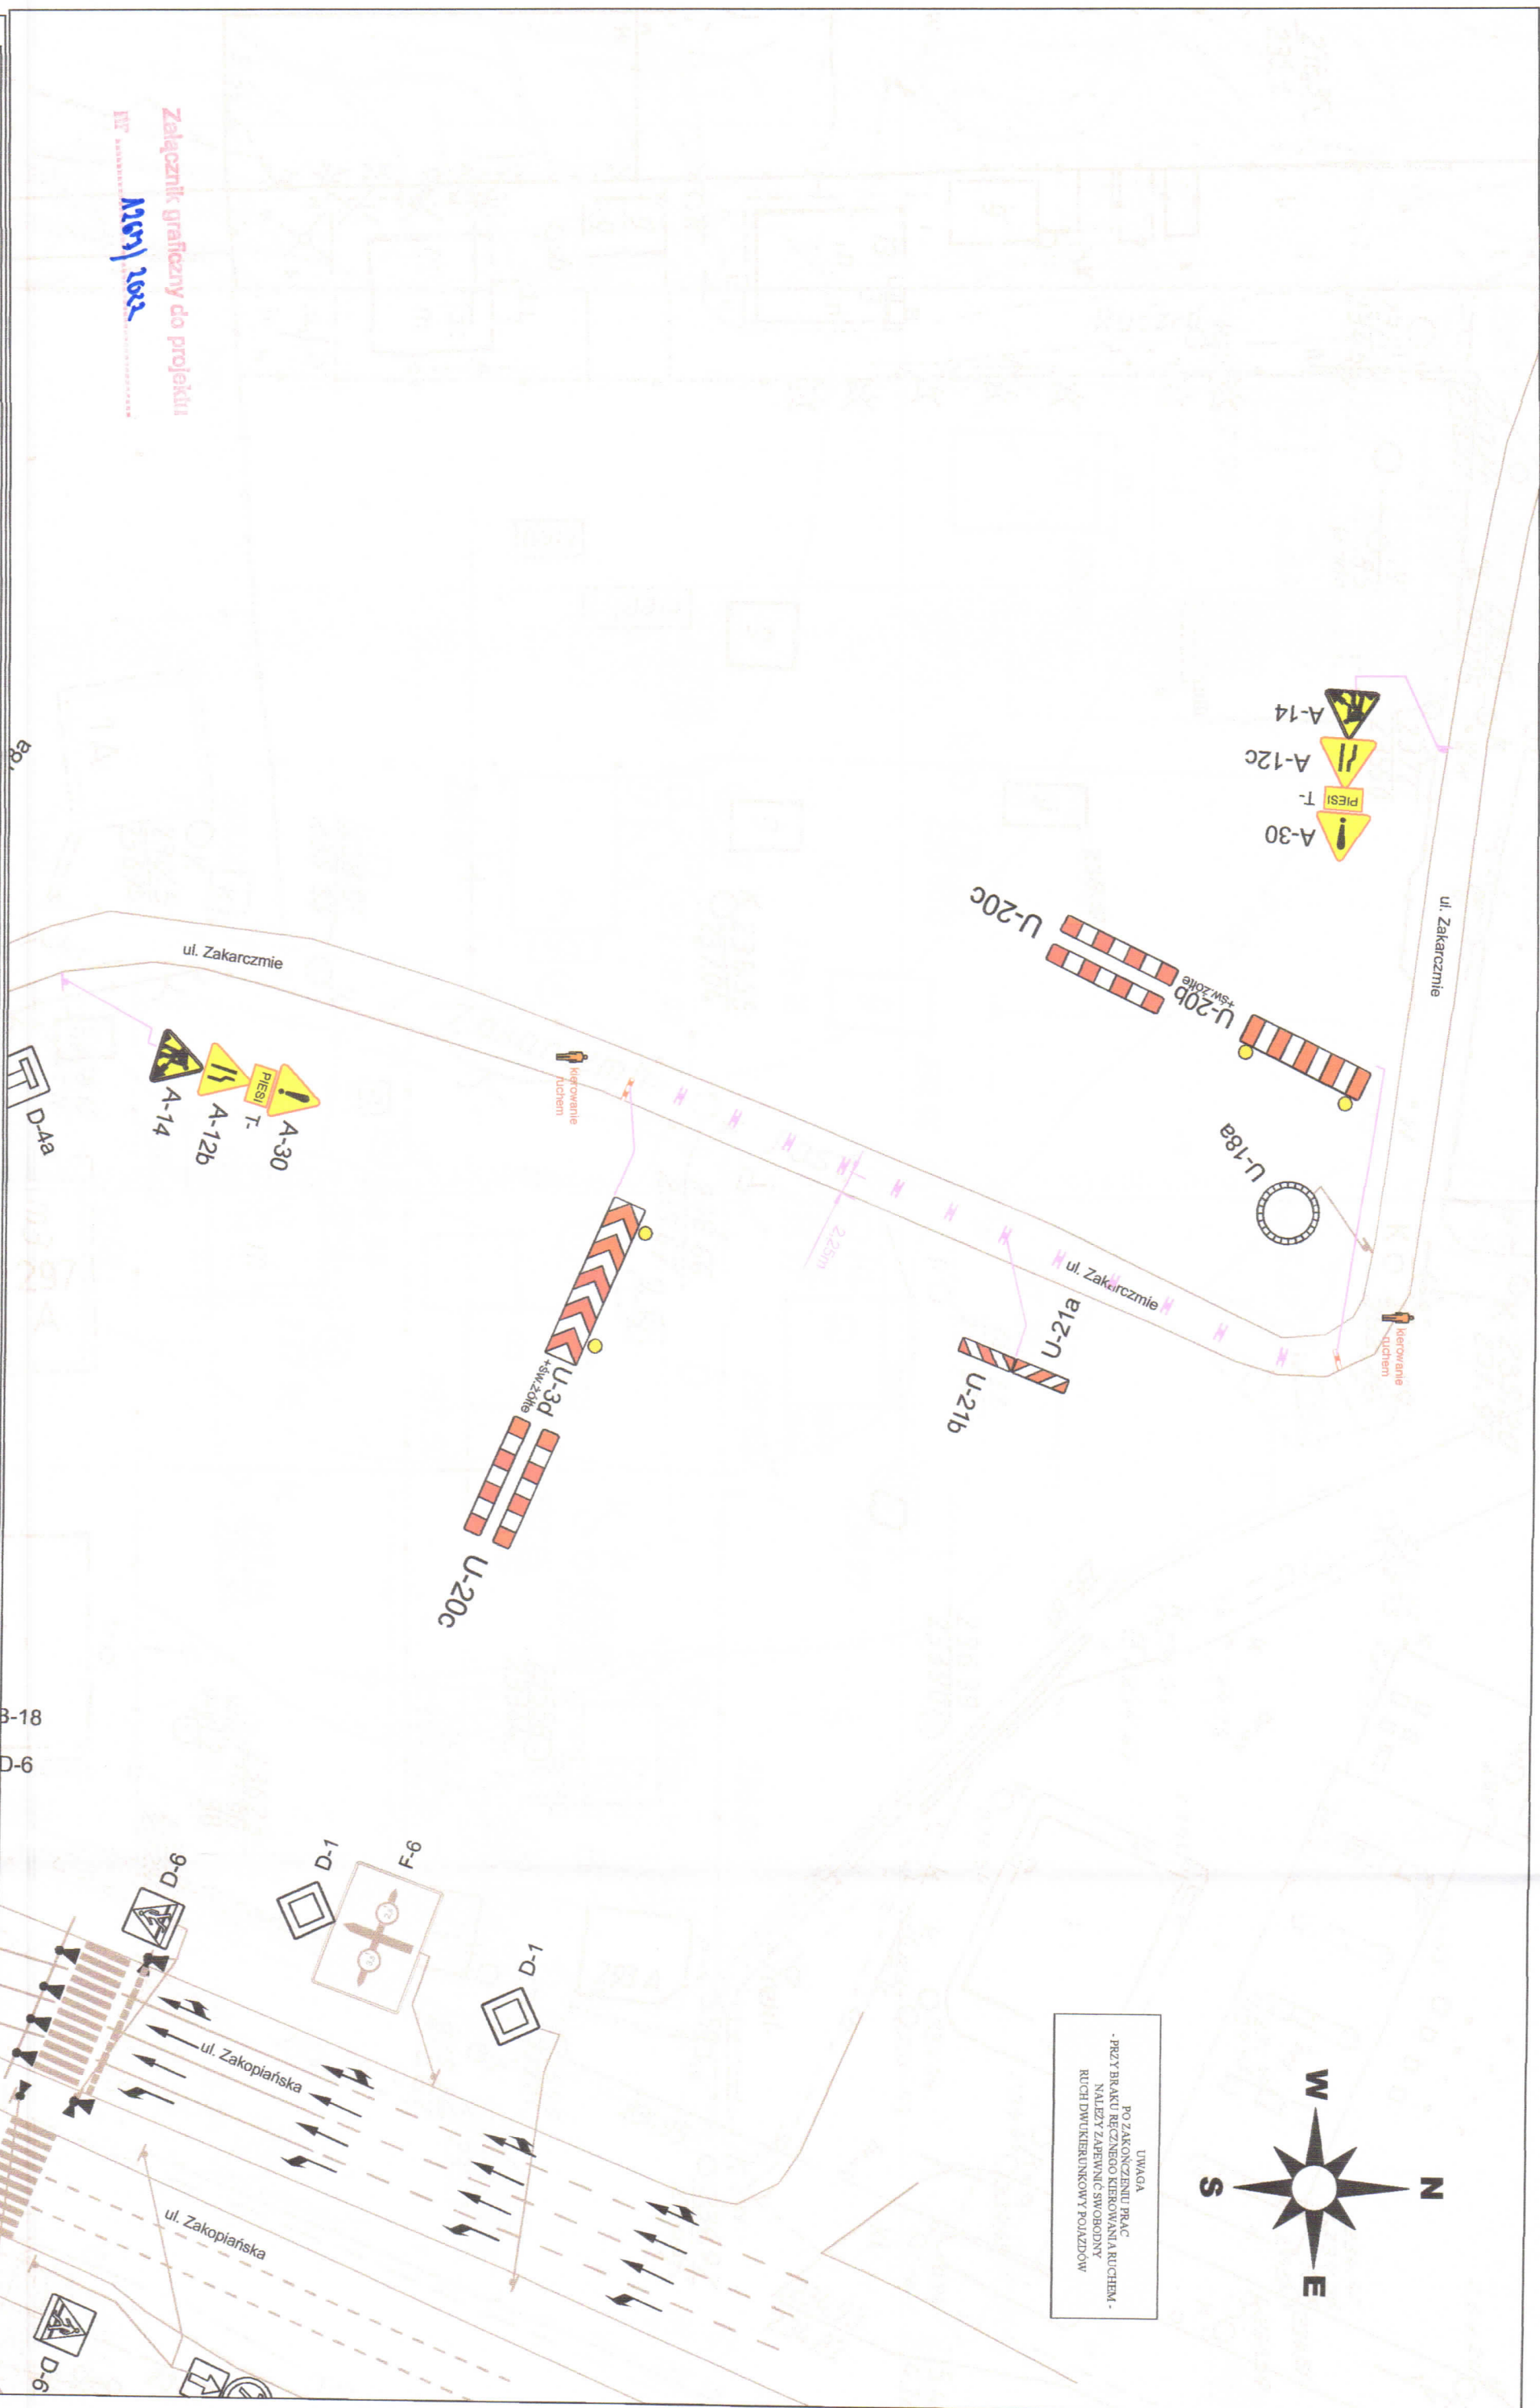 Załącznik graficzny do projektu
nr
2022
A-14
A-12c
PIESI
T-
A-30
ul. Zakarczmie
U-20c
U-20b
+św.żółte
U-18a
kierowanie
ruchem
ul. Zakarczmie
A-14
A-12b
PIESI
T-
A-30
D-4a
8a
kierowanie
ruchem
2,25m
ul. Zakarczmie
U-21a
U-21b
U-3d
+św.żółte
U-20c
B-18
D-6
D-6
D-1
F-6
D-1
ul. Zakopiańska
ul. Zakopiańska
D-6
UWAGA
PO ZAKOŃCZENIU PRAC
- PRZY BRAKU RĘCZNEGO KIEROWANIA RUCHEM -
NALEŻY ZAPEWNIĆ SWOBODNY
RUCH DWUKIERUNKOWY POJAZDÓW
N
W
E
S